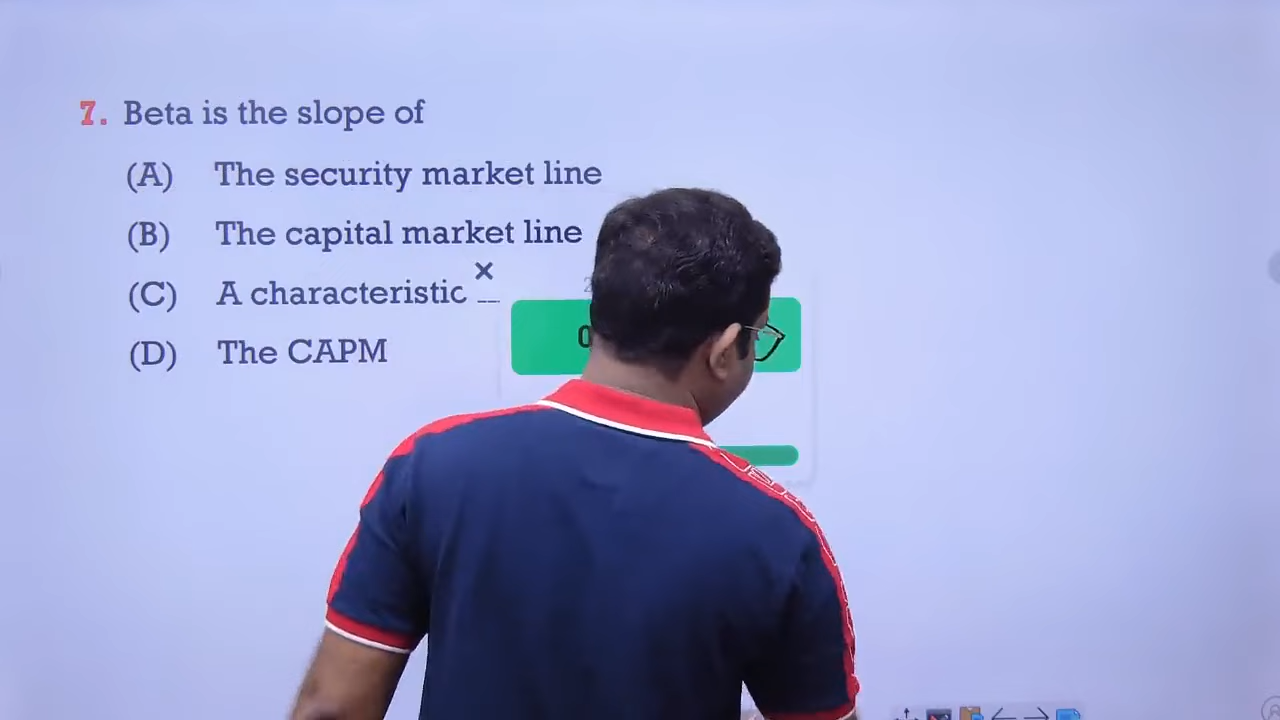 7. Beta is the slope of
(A) The security market line
(B) The capital market line
(C) A characteristic
(D) The CAPM